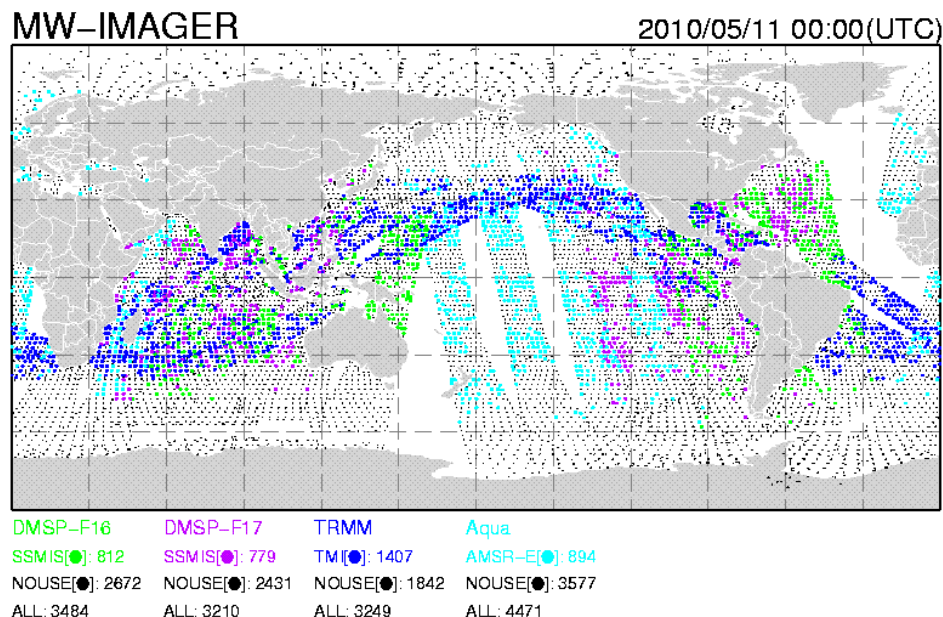 MW-IMAGER 2010/05/11 00:00(UTC)
DMSP-F16 DMSP-F17 TRMM Aqua
SSMIS[●]: 812 SSMIS[●]: 779 TMI[●]: 1407 AMSR-E[●]: 894
NOUSE[●]: 2672 NOUSE[●]: 2431 NOUSE[●]: 1842 NOUSE[●]: 3577
ALL: 3484 ALL: 3210 ALL: 3249 ALL: 4471